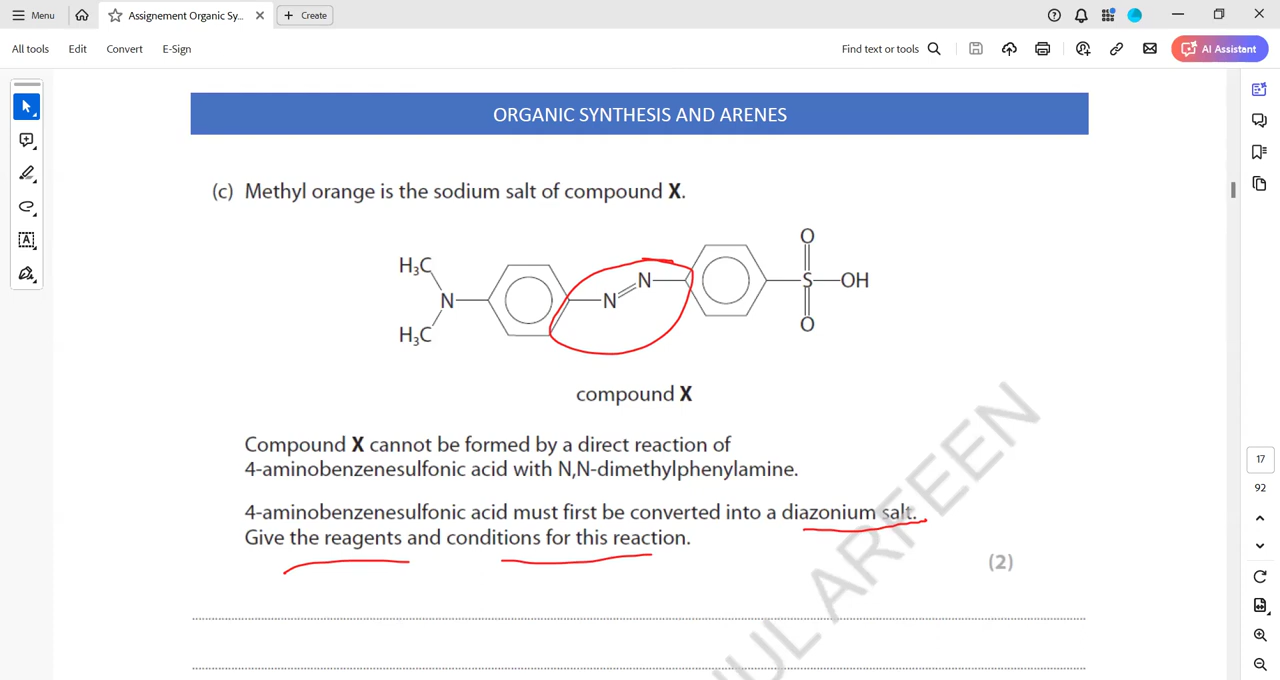 Menu
Assignement Organic Sy...
Create
All tools
Edit
Convert
E-Sign
Find text or tools
AI Assistant
ORGANIC SYNTHESIS AND ARENES
(c) Methyl orange is the sodium salt of compound X.
H3C
H3C
N
N
N
O
S
OH
O
compound X
Compound X cannot be formed by a direct reaction of
4-aminobenzenesulfonic acid with N,N-dimethylphenylamine.
4-aminobenzenesulfonic acid must first be converted into a diazonium salt.
Give the reagents and conditions for this reaction.
(2)
17
92
ARFEEN